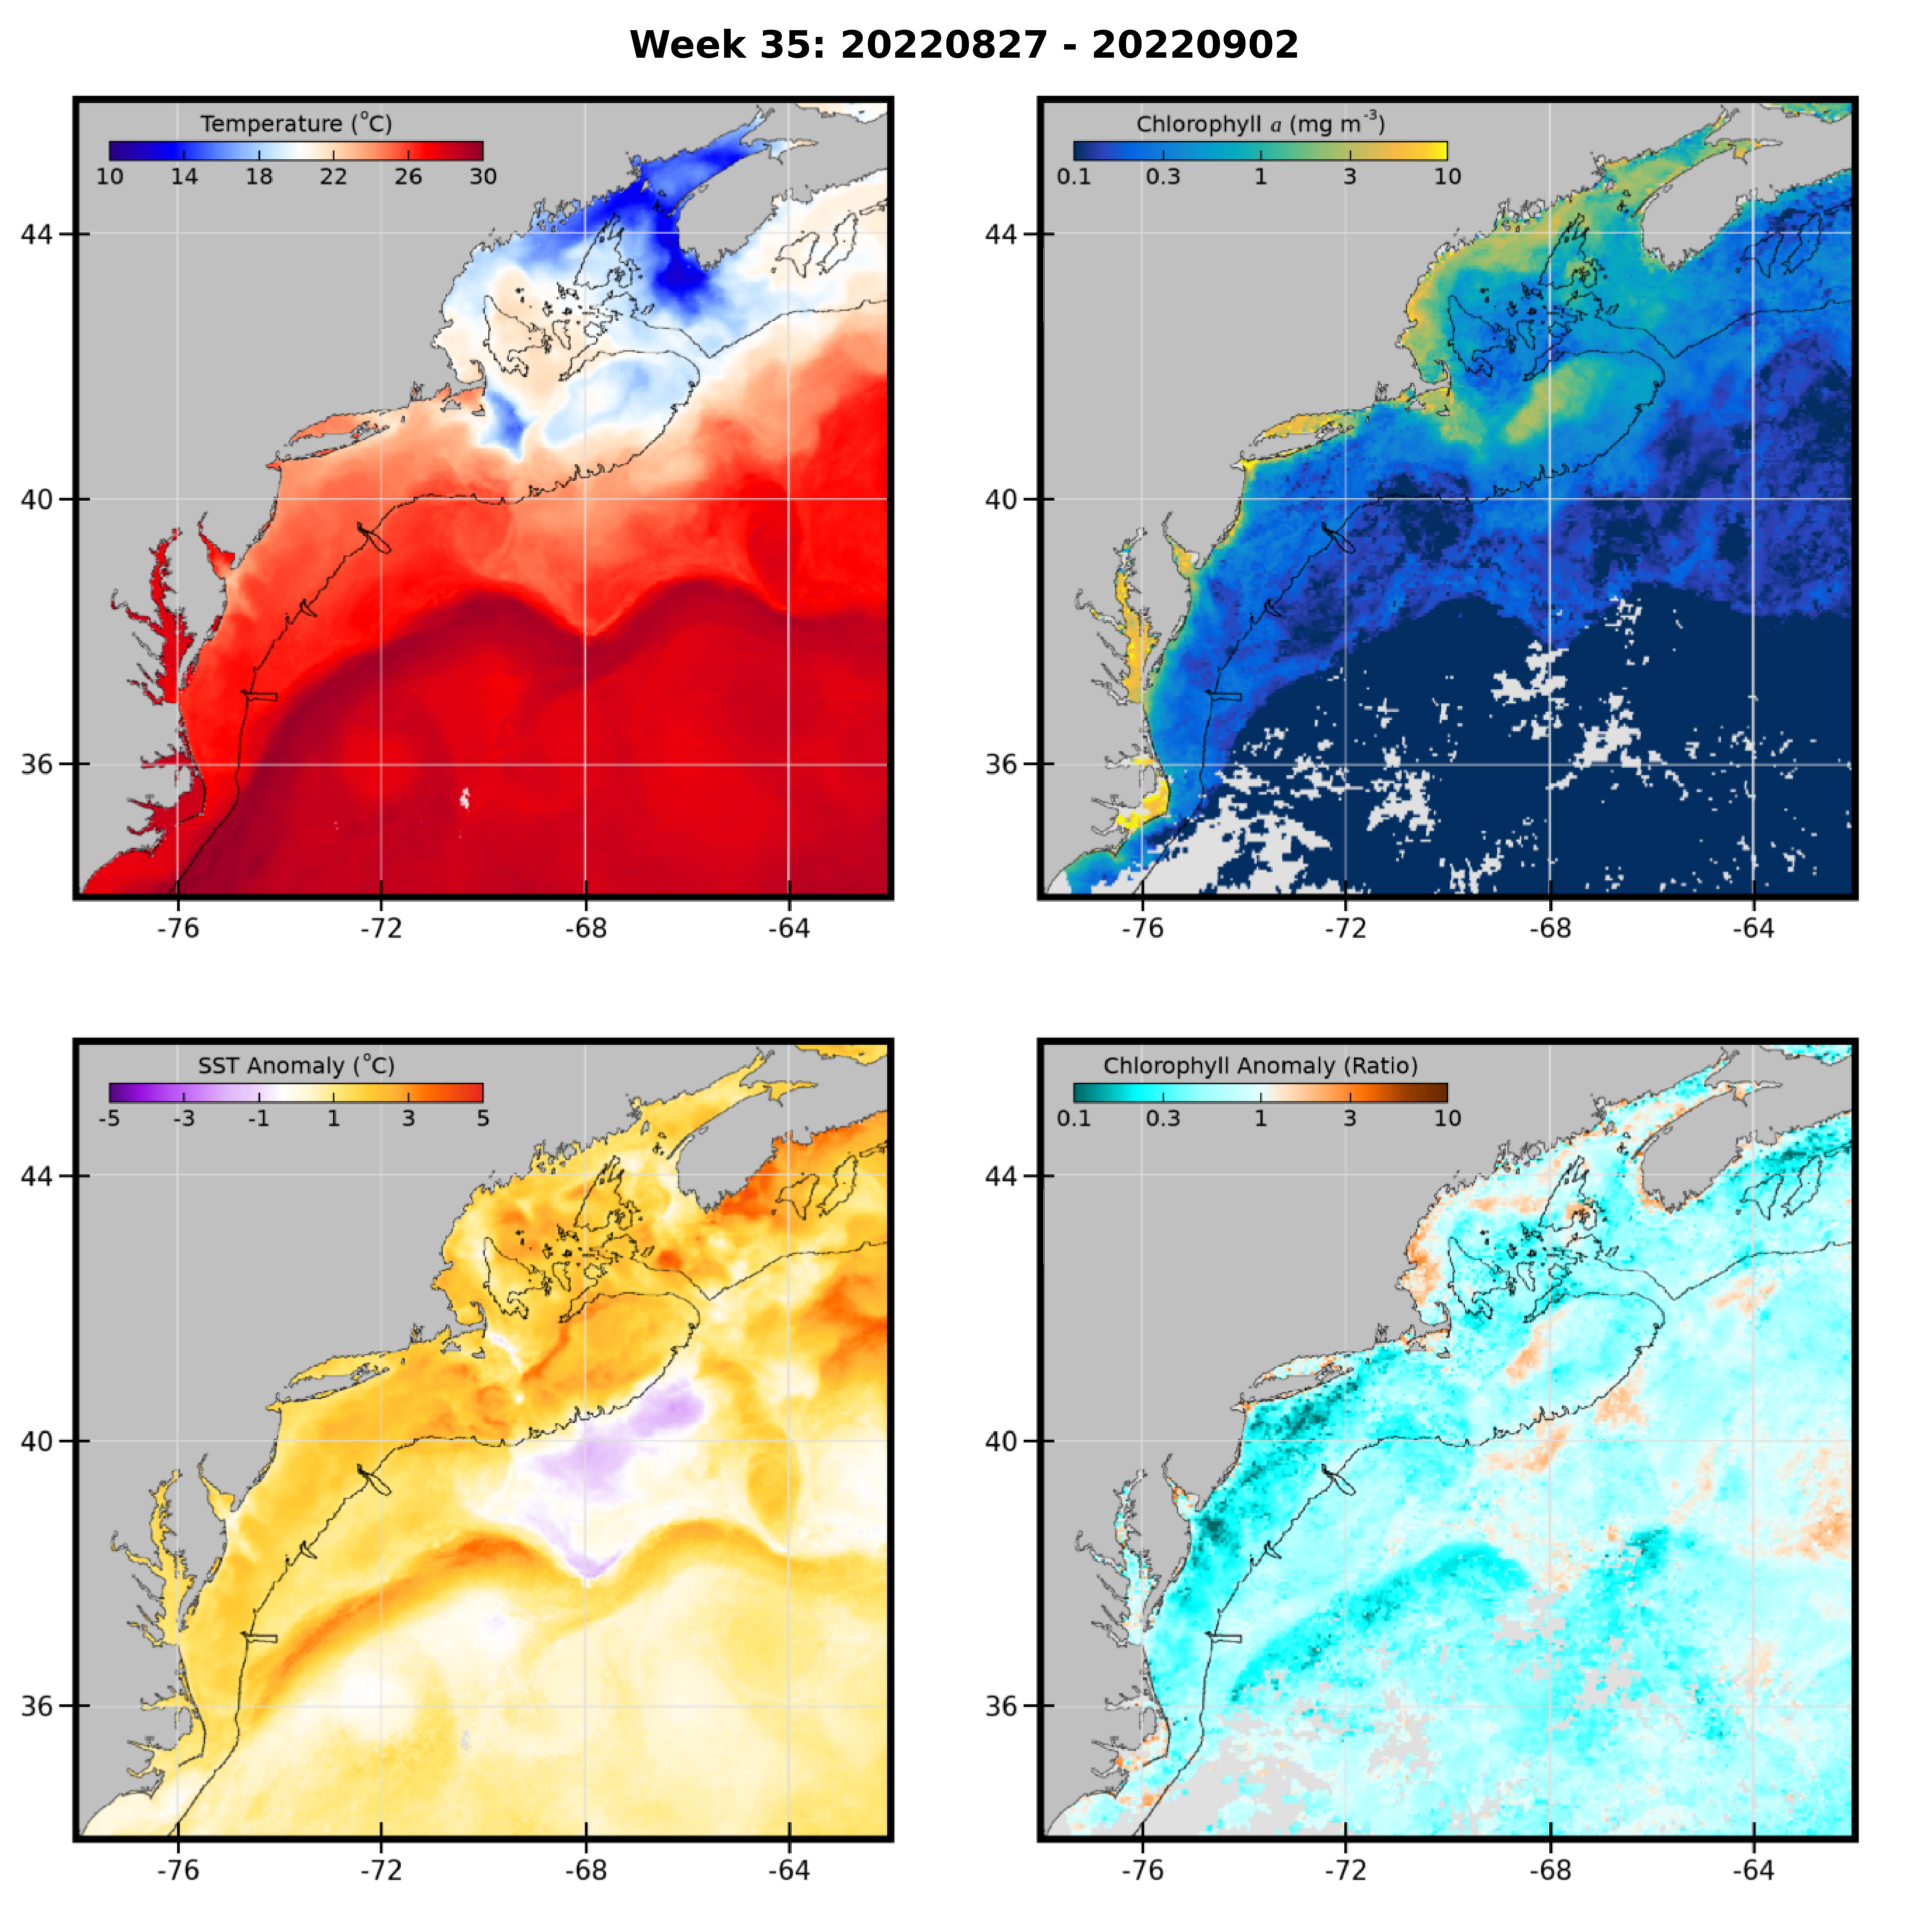 Week 35: 20220827 - 20220902
Temperature (°C)
10 14 18 22 26 30
44
40
36
-76 -72 -68 -64
Chlorophyll a (mg m⁻³)
0.1 0.3 1 3 10
44
40
36
-76 -72 -68 -64
SST Anomaly (°C)
-5 -3 -1 1 3 5
44
40
36
-76 -72 -68 -64
Chlorophyll Anomaly (Ratio)
0.1 0.3 1 3 10
44
40
36
-76 -72 -68 -64